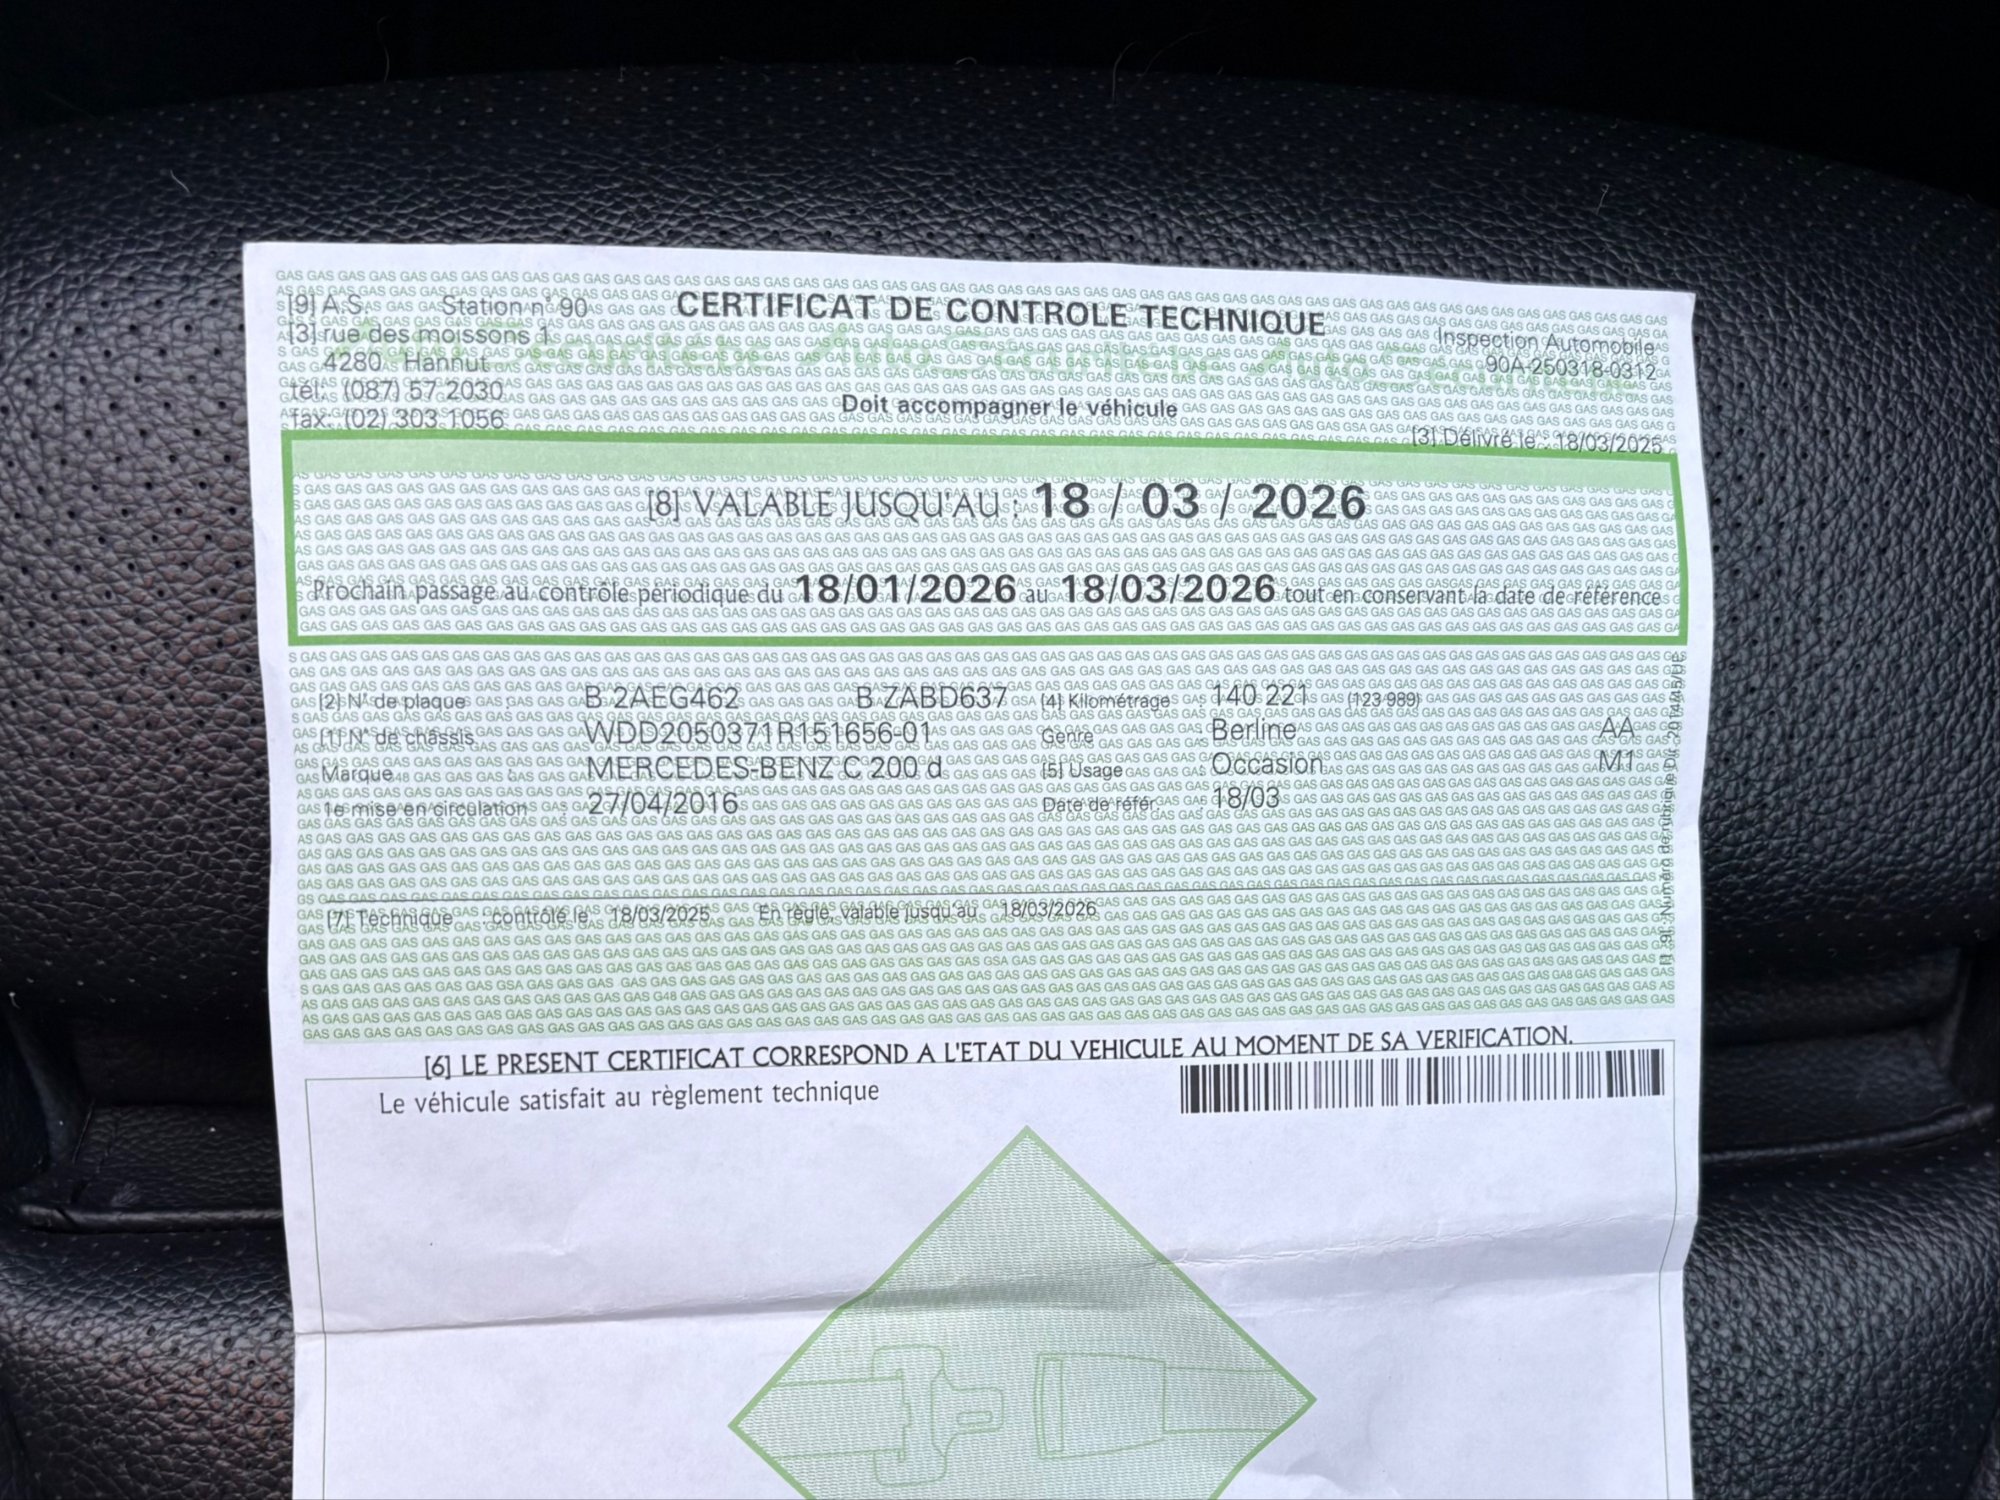 [9] A.S. Station n° 90
[3] rue des moissons 1
4280 Hannut
tél. (087) 57 2030
fax. (02) 303 1056
CERTIFICAT DE CONTROLE TECHNIQUE
Doit accompagner le véhicule
Inspection Automobile
90A-250318-0312
[3] Délivré le : 18/03/2025
[8] VALABLE JUSQU'AU : 18 / 03 / 2026
Prochain passage au contrôle périodique du 18/01/2026 au 18/03/2026 tout en conservant la date de référence
[2] N° de plaque : B 2AEG462 B ZABD637 [4] Kilométrage : 140 221 (123 989)
[1] N° de châssis : WDD2050371R151656-01 Genre : Berline AA
Marque : MERCEDES-BENZ C 200 d [5] Usage : Occasion M1
1e mise en circulation : 27/04/2016 Date de référ. : 18/03
[7] Technique : contrôlé le 18/03/2025 En règle, valable jusqu'au 18/03/2026
[6] LE PRESENT CERTIFICAT CORRESPOND A L'ETAT DU VEHICULE AU MOMENT DE SA VERIFICATION.
Le véhicule satisfait au règlement technique